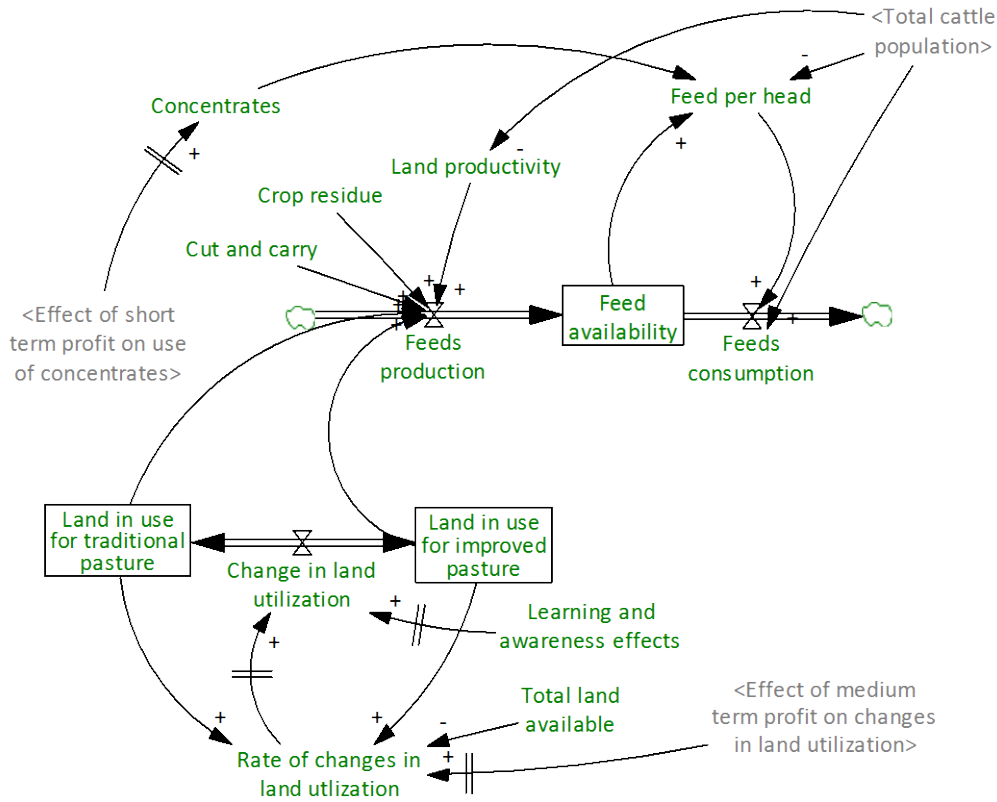 <Total cattle
population>
Concentrates
Feed per head
Land productivity
Crop residue
Cut and carry
<Effect of short
term profit on use
of concentrates>
Feeds
production
Feed
availability
Feeds
consumption
Land in use
for traditional
pasture
Land in use
for improved
pasture
Change in land
utilization
Learning and
awareness effects
Total land
available
<Effect of medium
term profit on changes
in land utilization>
Rate of changes in
land utlization
-
+
+
-
+
+
+
+
+
+
+
+
+
+
+
+
-
+